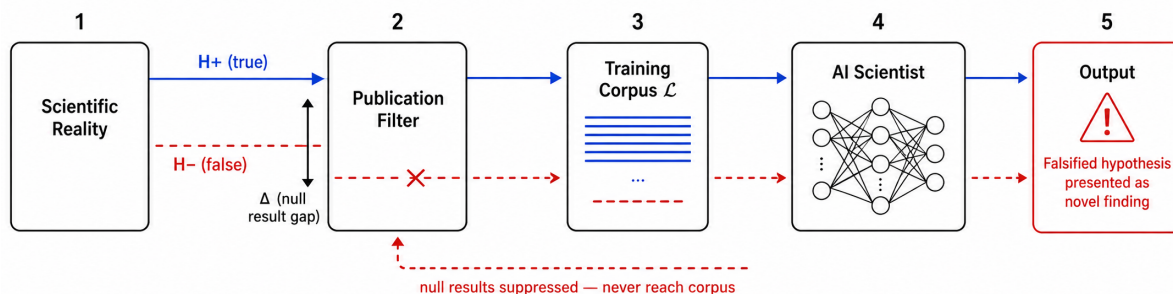 1
2
3
4
5
Scientific
Reality
H+ (true)
H− (false)
Δ (null
result gap)
Publication
Filter
Training
Corpus ℒ
...
AI Scientist
Output
!
Falsified hypothesis
presented as
novel finding
null results suppressed — never reach corpus